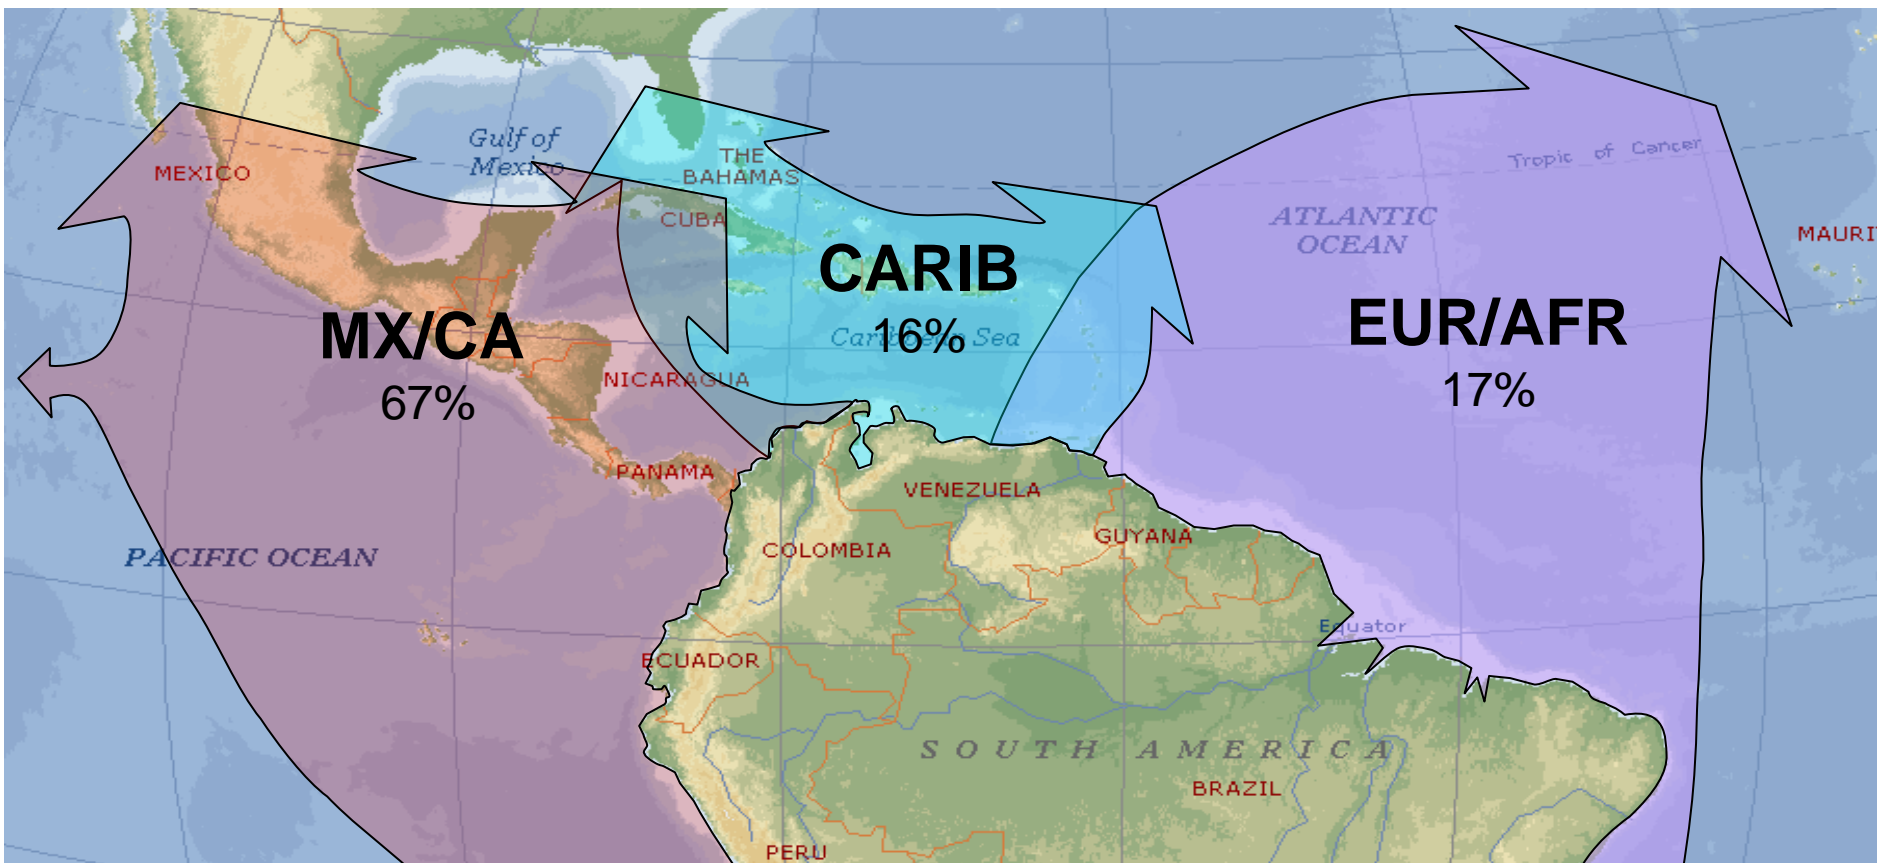 Gulf of
Mexico
THE
BAHAMAS
MEXICO
CUBA
Tropic of Cancer
ATLANTIC
OCEAN
MAURI
CARIB
16%
Caribbean Sea
MX/CA
67%
EUR/AFR
17%
NICARAGUA
PANAMA
VENEZUELA
GUYANA
COLOMBIA
PACIFIC OCEAN
Equator
ECUADOR
SOUTH AMERICA
BRAZIL
PERU